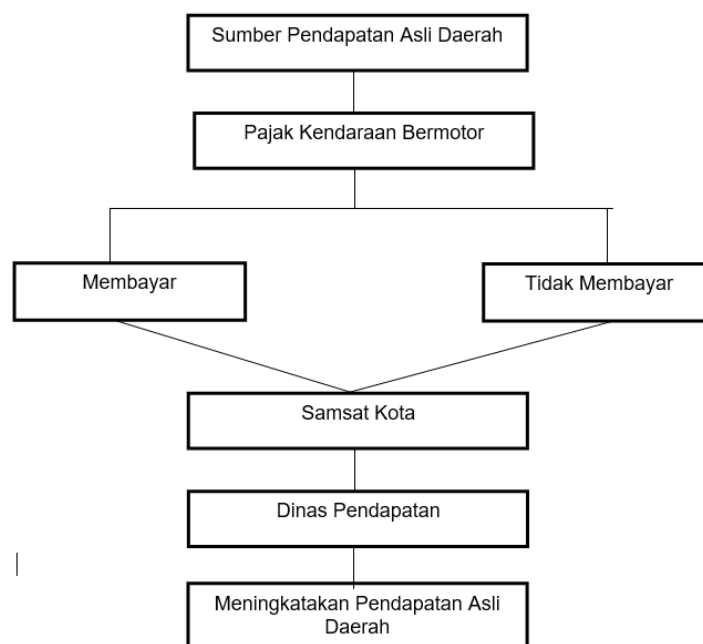 Sumber Pendapatan Asli Daerah
Pajak Kendaraan Bermotor
Membayar
Tidak Membayar
Samsat Kota
Dinas Pendapatan
Meningkatakan Pendapatan Asli
Daerah